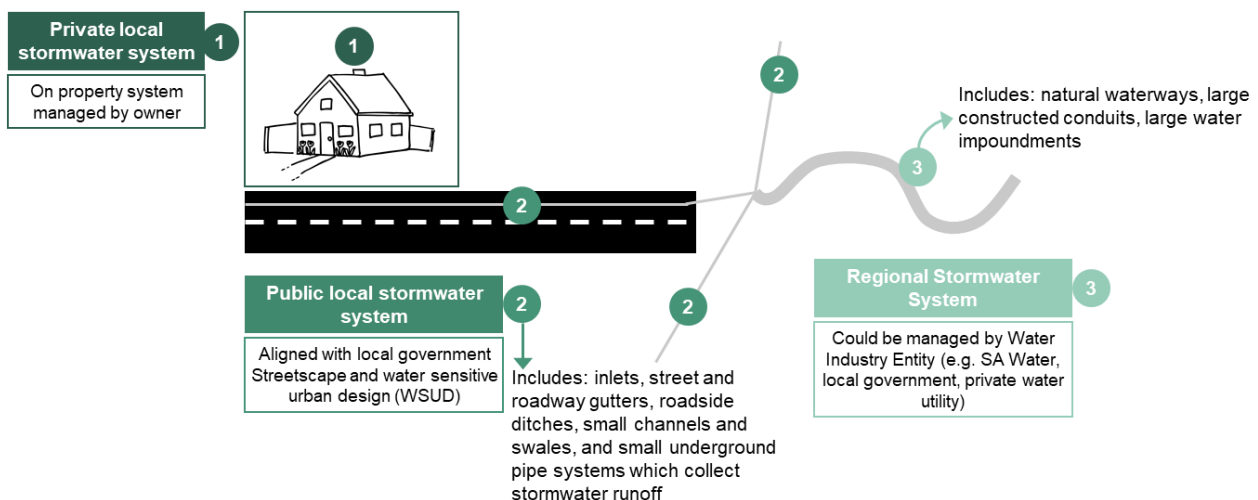 Private local
stormwater system
1
On property system
managed by owner
1
2
Includes: natural waterways, large
constructed conduits, large water
impoundments
3
2
Public local stormwater
system
2
Aligned with local government
Streetscape and water sensitive
urban design (WSUD)
2
Includes: inlets, street and
roadway gutters, roadside
ditches, small channels and
swales, and small underground
pipe systems which collect
stormwater runoff
Regional Stormwater
System
3
Could be managed by Water
Industry Entity (e.g. SA Water,
local government, private water
utility)